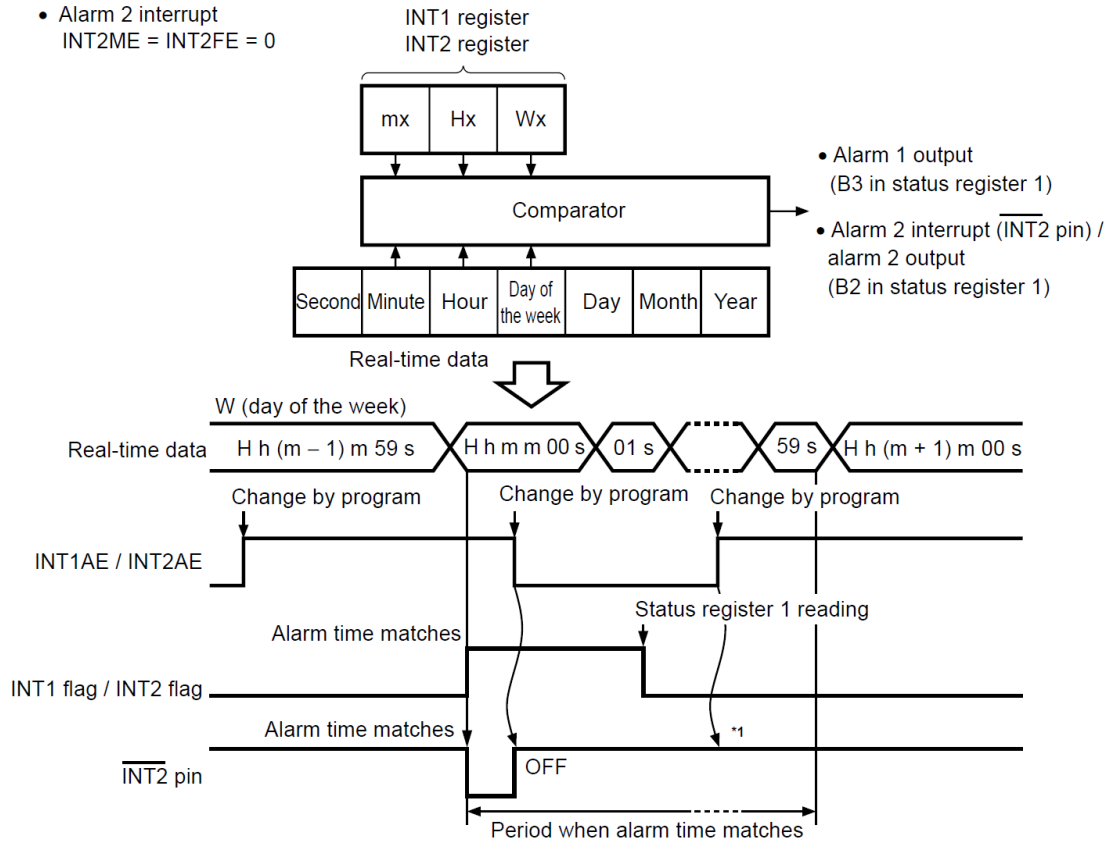 • Alarm 2 interrupt
INT2ME = INT2FE = 0
INT1 register
INT2 register
mx Hx Wx
Comparator
• Alarm 1 output
(B3 in status register 1)
• Alarm 2 interrupt (INT2 pin) /
alarm 2 output
(B2 in status register 1)
Second Minute Hour Day of the week Day Month Year
Real-time data
W (day of the week)
Real-time data
H h (m − 1) m 59 s H h m m 00 s 01 s 59 s H h (m + 1) m 00 s
Change by program Change by program Change by program
INT1AE / INT2AE
Status register 1 reading
Alarm time matches
INT1 flag / INT2 flag
Alarm time matches
*1
OFF
INT2 pin
Period when alarm time matches